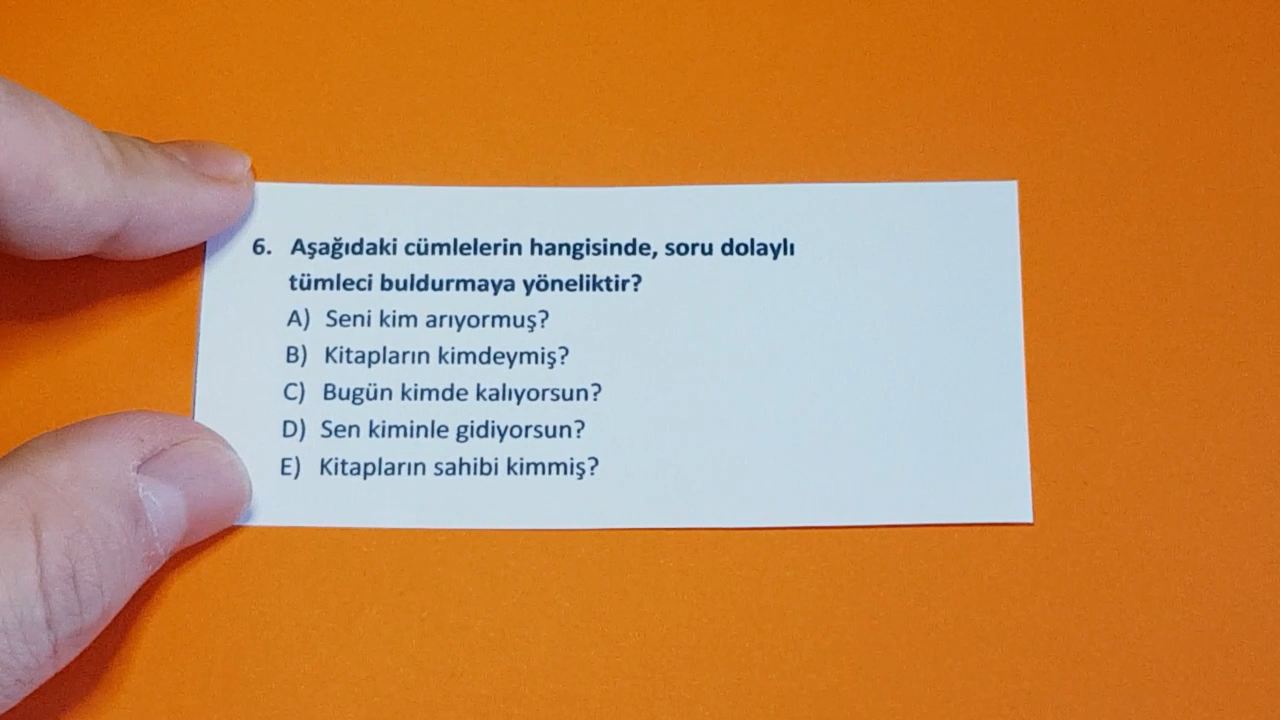 6. Aşağıdaki cümlelerin hangisinde, soru dolaylı
tümleci buldurmaya yöneliktir?
A) Seni kim arıyormuş?
B) Kitapların kimdeymiş?
C) Bugün kimde kalıyorsun?
D) Sen kiminle gidiyorsun?
E) Kitapların sahibi kimmiş?